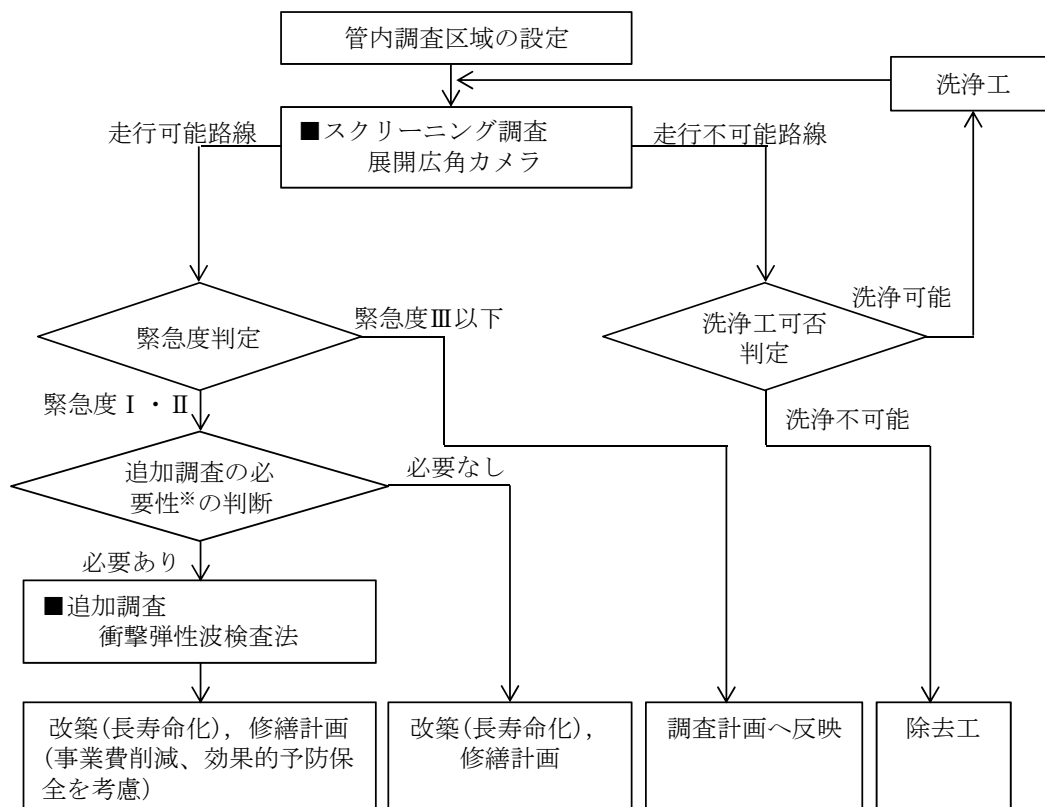 管内調査区域の設定
洗浄工
走行可能路線
■スクリーニング調査
展開広角カメラ
走行不可能路線
緊急度判定
緊急度Ⅲ以下
洗浄工可否
判定
洗浄可能
緊急度Ⅰ・Ⅱ
洗浄不可能
追加調査の必
要性※の判断
必要なし
必要あり
■追加調査
衝撃弾性波検査法
改築(長寿命化)，修繕計画
(事業費削減、効果的予防保
全を考慮)
改築(長寿命化)，
修繕計画
調査計画へ反映
除去工